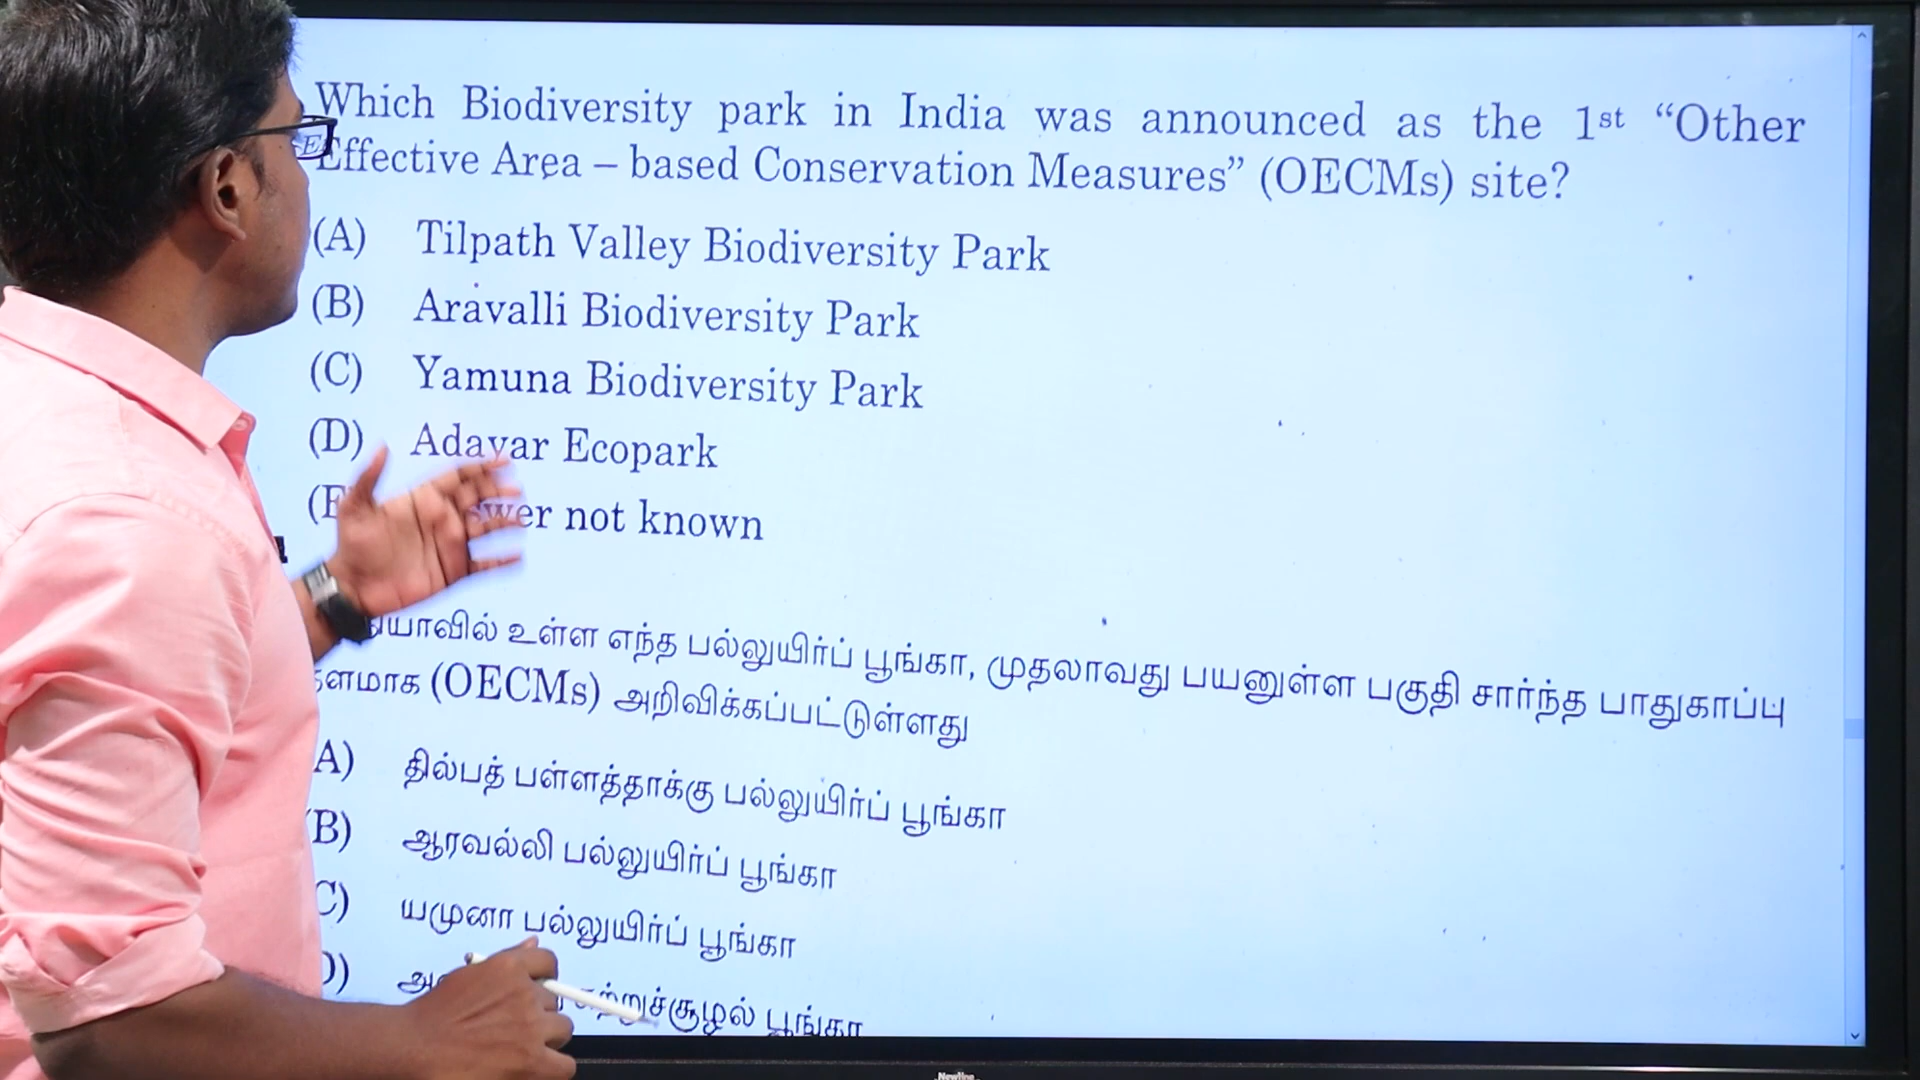 Which Biodiversity park in India was announced as the 1st “Other
Effective Area – based Conservation Measures” (OECMs) site?
(A) Tilpath Valley Biodiversity Park
(B) Aravalli Biodiversity Park
(C) Yamuna Biodiversity Park
(D) Adayar Ecopark
not known
உள்ள எந்த பல்லுயிர்ப் பூங்கா, முதலாவது பயனுள்ள பகுதி சார்ந்த பாதுகாப்பு
(OECMs) அறிவிக்கப்பட்டுள்ளது
A) தில்பத் பள்ளத்தாக்கு பல்லுயிர்ப் பூங்கா
B) ஆரவல்லி பல்லுயிர்ப் பூங்கா
C) யமுனா பல்லுயிர்ப் பூங்கா
D) பூங்கா
Newline